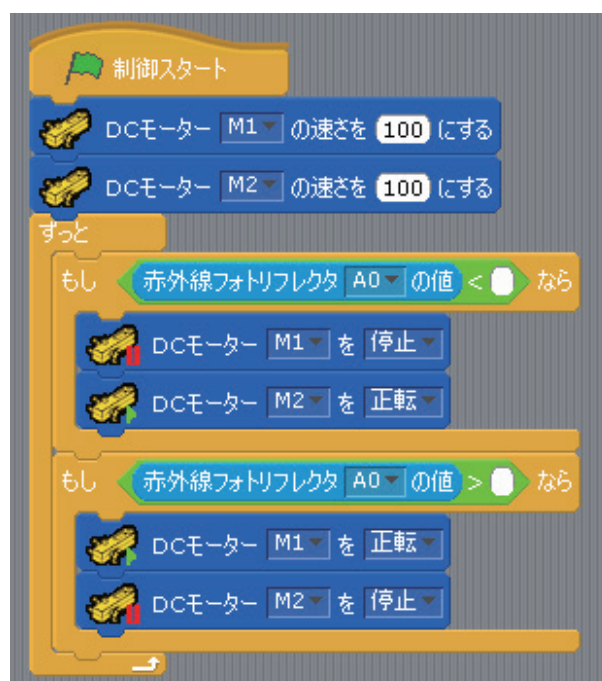 制御スタート
DCモーター M1 の速さを 100 にする
DCモーター M2 の速さを 100 にする
ずっと
もし 赤外線フォトリフレクタ A0 の値 < なら
DCモーター M1 を 停止
DCモーター M2 を 正転
もし 赤外線フォトリフレクタ A0 の値 > なら
DCモーター M1 を 正転
DCモーター M2 を 停止